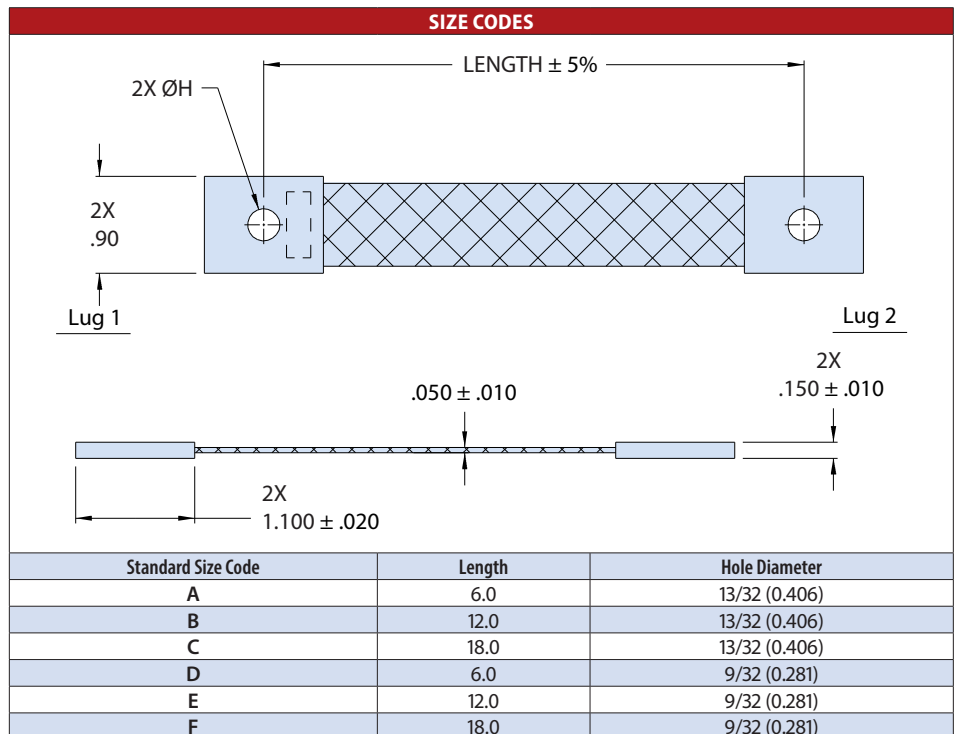 SIZE CODES
LENGTH ± 5%
2X ØH
2X
.90
Lug 1
Lug 2
2X
.150 ± .010
.050 ± .010
2X
1.100 ± .020
Standard Size Code Length Hole Diameter
A 6.0 13/32 (0.406)
B 12.0 13/32 (0.406)
C 18.0 13/32 (0.406)
D 6.0 9/32 (0.281)
E 12.0 9/32 (0.281)
F 18.0 9/32 (0.281)